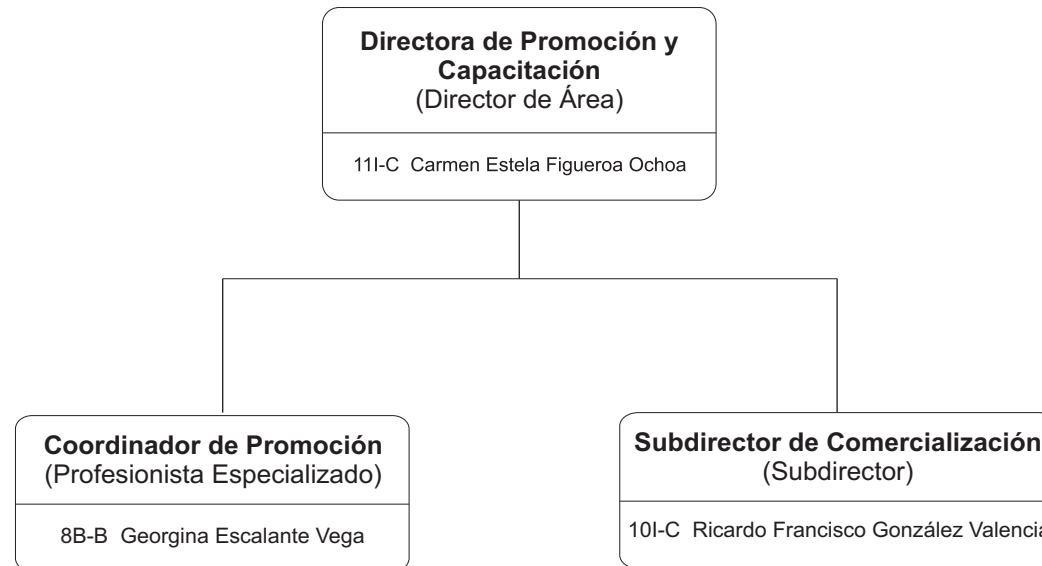 Directora de Promoción y
Capacitación
(Director de Área)
11I-C Carmen Estela Figueroa Ochoa
Coordinador de Promoción
(Profesionista Especializado)
8B-B Georgina Escalante Vega
Subdirector de Comercialización
(Subdirector)
10I-C Ricardo Francisco González Valencia